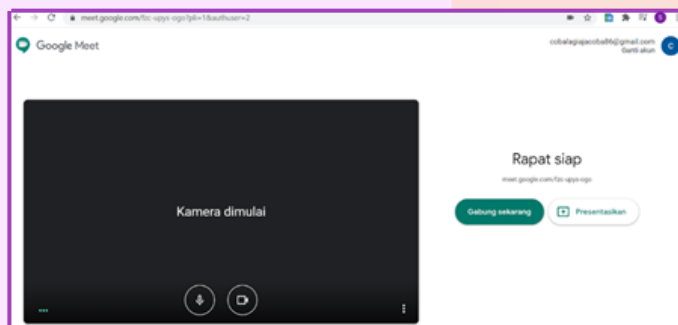 meet.google.com/fzc-upys-ogo?pli=1&authuser=2
Google Meet
cobalagiajacoba86@gmail.com
Ganti akun
C
Kamera dimulai
Rapat siap
meet.google.com/fzc-upys-ogo
Gabung sekarang
Presentasikan